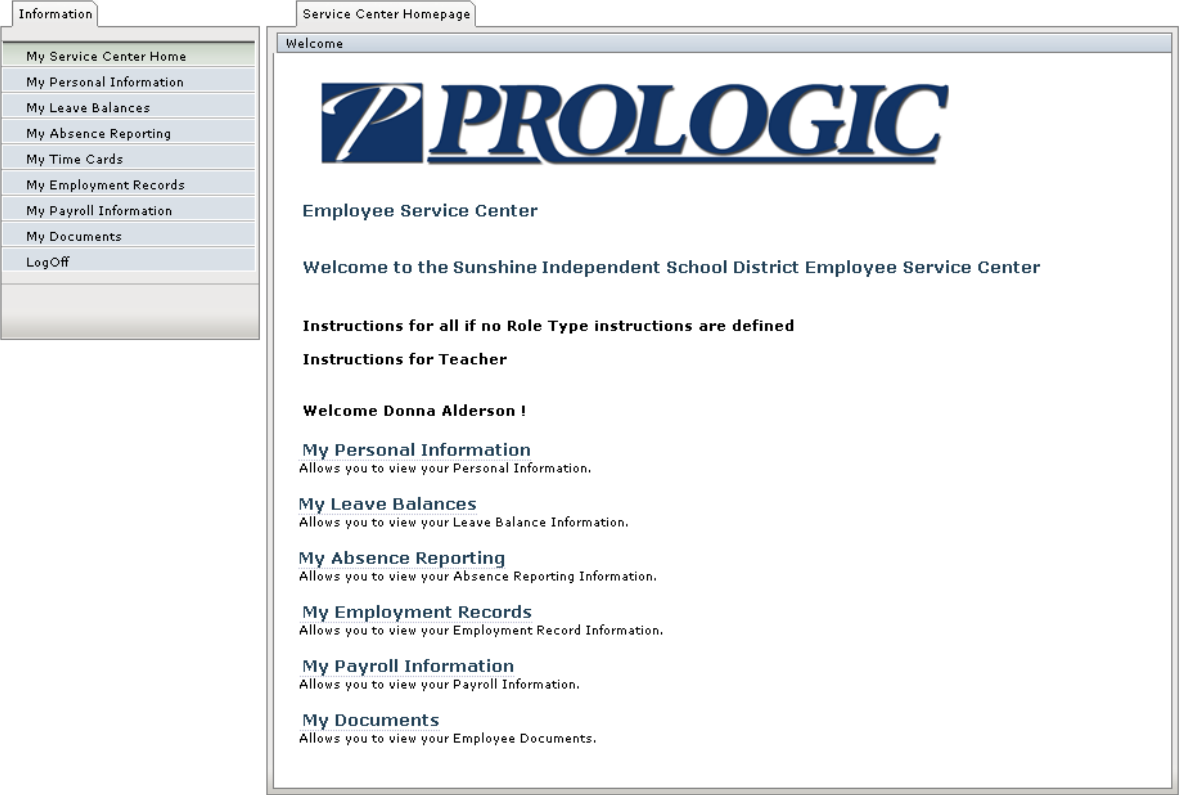 Information
My Service Center Home
My Personal Information
My Leave Balances
My Absence Reporting
My Time Cards
My Employment Records
My Payroll Information
My Documents
LogOff
Service Center Homepage
Welcome
P PROLOGIC
Employee Service Center
Welcome to the Sunshine Independent School District Employee Service Center
Instructions for all if no Role Type instructions are defined
Instructions for Teacher
Welcome Donna Alderson !
My Personal Information
Allows you to view your Personal Information.
My Leave Balances
Allows you to view your Leave Balance Information.
My Absence Reporting
Allows you to view your Absence Reporting Information.
My Employment Records
Allows you to view your Employment Record Information.
My Payroll Information
Allows you to view your Payroll Information.
My Documents
Allows you to view your Employee Documents.